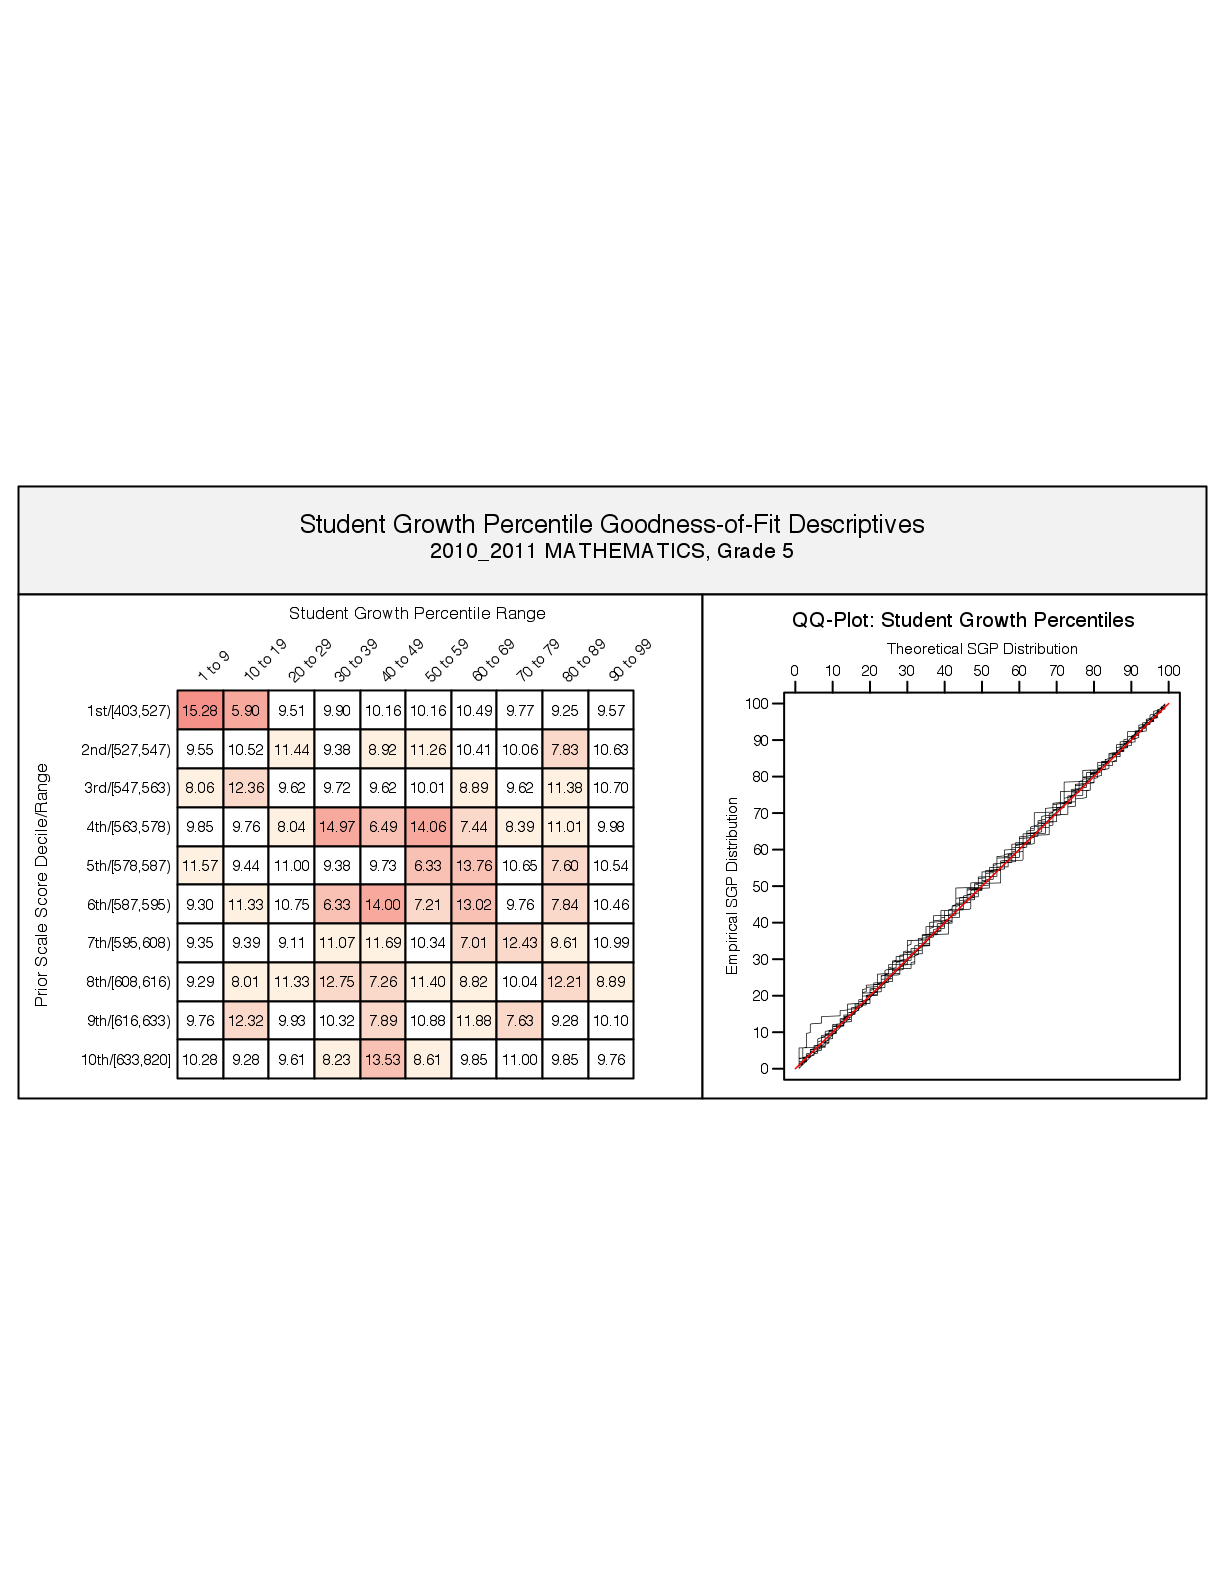 Student Growth Percentile Goodness-of-Fit Descriptives
2010_2011 MATHEMATICS, Grade 5
Student Growth Percentile Range
1 to 9 10 to 19 20 to 29 30 to 39 40 to 49 50 to 59 60 to 69 70 to 79 80 to 89 90 to 99
Prior Scale Score Decile/Range
1st/[403,527) 15.28 5.90 9.51 9.90 10.16 10.16 10.49 9.77 9.25 9.57
2nd/[527,547) 9.55 10.52 11.44 9.38 8.92 11.26 10.41 10.06 7.83 10.63
3rd/[547,563) 8.06 12.36 9.62 9.72 9.62 10.01 8.89 9.62 11.38 10.70
4th/[563,578) 9.85 9.76 8.04 14.97 6.49 14.06 7.44 8.39 11.01 9.98
5th/[578,587) 11.57 9.44 11.00 9.38 9.73 6.33 13.76 10.65 7.60 10.54
6th/[587,595) 9.30 11.33 10.75 6.33 14.00 7.21 13.02 9.76 7.84 10.46
7th/[595,608) 9.35 9.39 9.11 11.07 11.69 10.34 7.01 12.43 8.61 10.99
8th/[608,616) 9.29 8.01 11.33 12.75 7.26 11.40 8.82 10.04 12.21 8.89
9th/[616,633) 9.76 12.32 9.93 10.32 7.89 10.88 11.88 7.63 9.28 10.10
10th/[633,820] 10.28 9.28 9.61 8.23 13.53 8.61 9.85 11.00 9.85 9.76
QQ-Plot: Student Growth Percentiles
Theoretical SGP Distribution
0 10 20 30 40 50 60 70 80 90 100
Empirical SGP Distribution
100
90
80
70
60
50
40
30
20
10
0